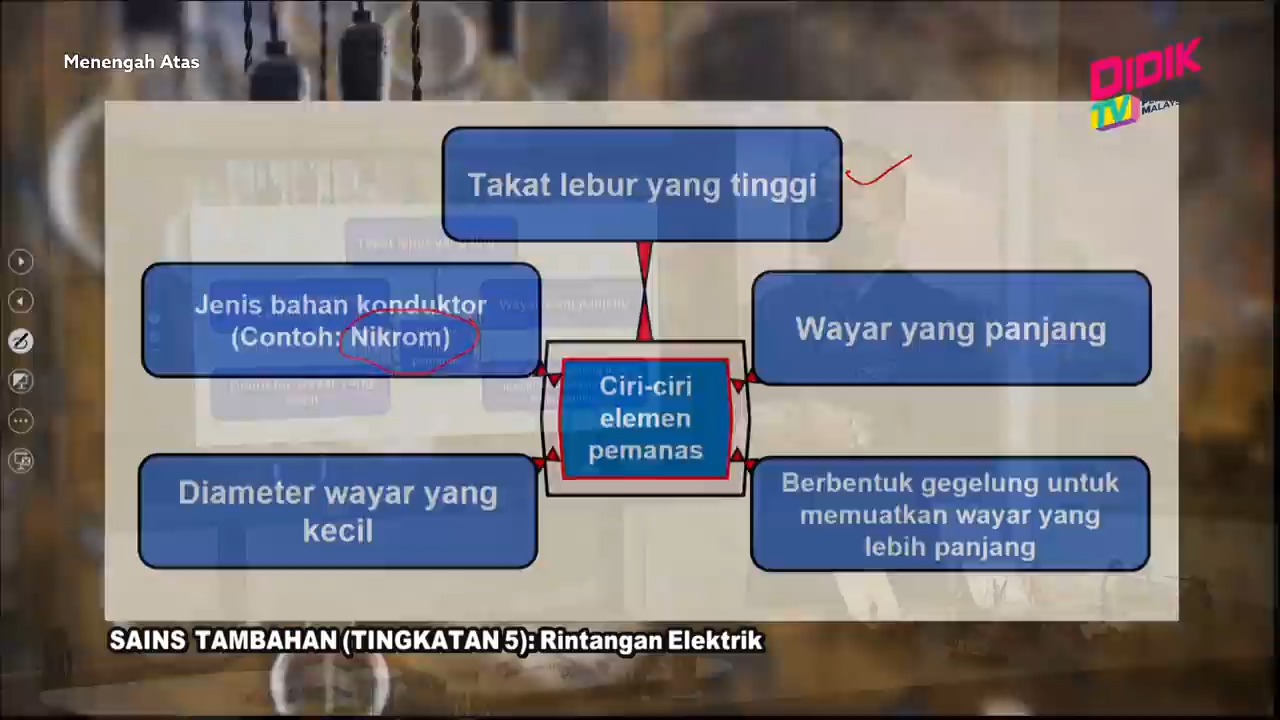 Menengah Atas
DIDIK
TV
Takat lebur yang tinggi
Jenis bahan konduktor
(Contoh: Nikrom)
Wayar yang panjang
Ciri-ciri
elemen
pemanas
Diameter wayar yang
kecil
Berbentuk gegelung untuk
memuatkan wayar yang
lebih panjang
SAINS TAMBAHAN (TINGKATAN 5): Rintangan Elektrik